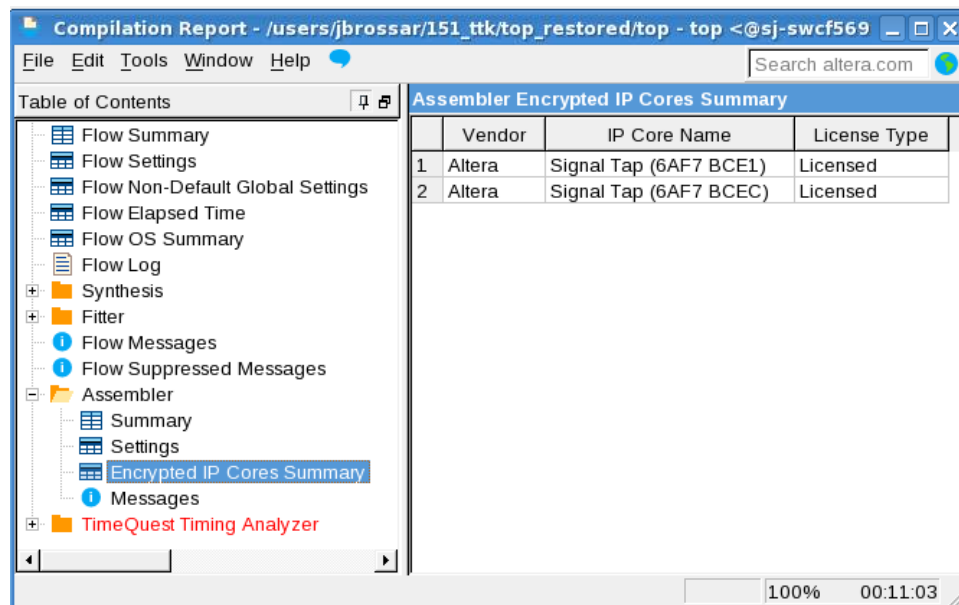 Compilation Report - /users/jbrossar/151_ttk/top_restored/top - top <@sj-swcf569
File Edit Tools Window Help
Search altera.com
Table of Contents
Flow Summary
Flow Settings
Flow Non-Default Global Settings
Flow Elapsed Time
Flow OS Summary
Flow Log
Synthesis
Fitter
Flow Messages
Flow Suppressed Messages
Assembler
Summary
Settings
Encrypted IP Cores Summary
Messages
TimeQuest Timing Analyzer
Assembler Encrypted IP Cores Summary
Vendor IP Core Name License Type
1 Altera Signal Tap (6AF7 BCE1) Licensed
2 Altera Signal Tap (6AF7 BCEC) Licensed
100% 00:11:03